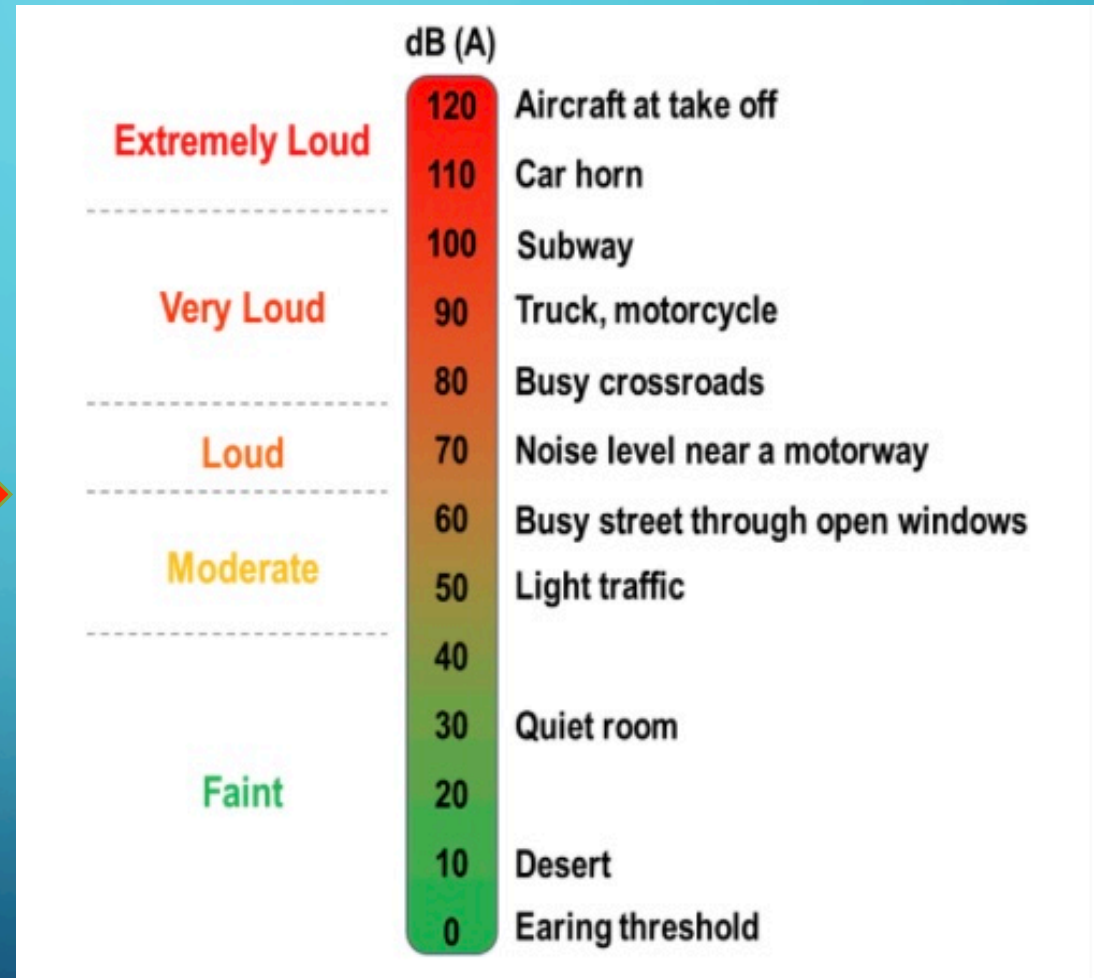 dB (A)
120 Aircraft at take off
Extremely Loud
110 Car horn
100 Subway
Very Loud
90 Truck, motorcycle
80 Busy crossroads
Loud
70 Noise level near a motorway
60 Busy street through open windows
Moderate
50 Light traffic
40
30 Quiet room
Faint
20
10 Desert
0 Earing threshold